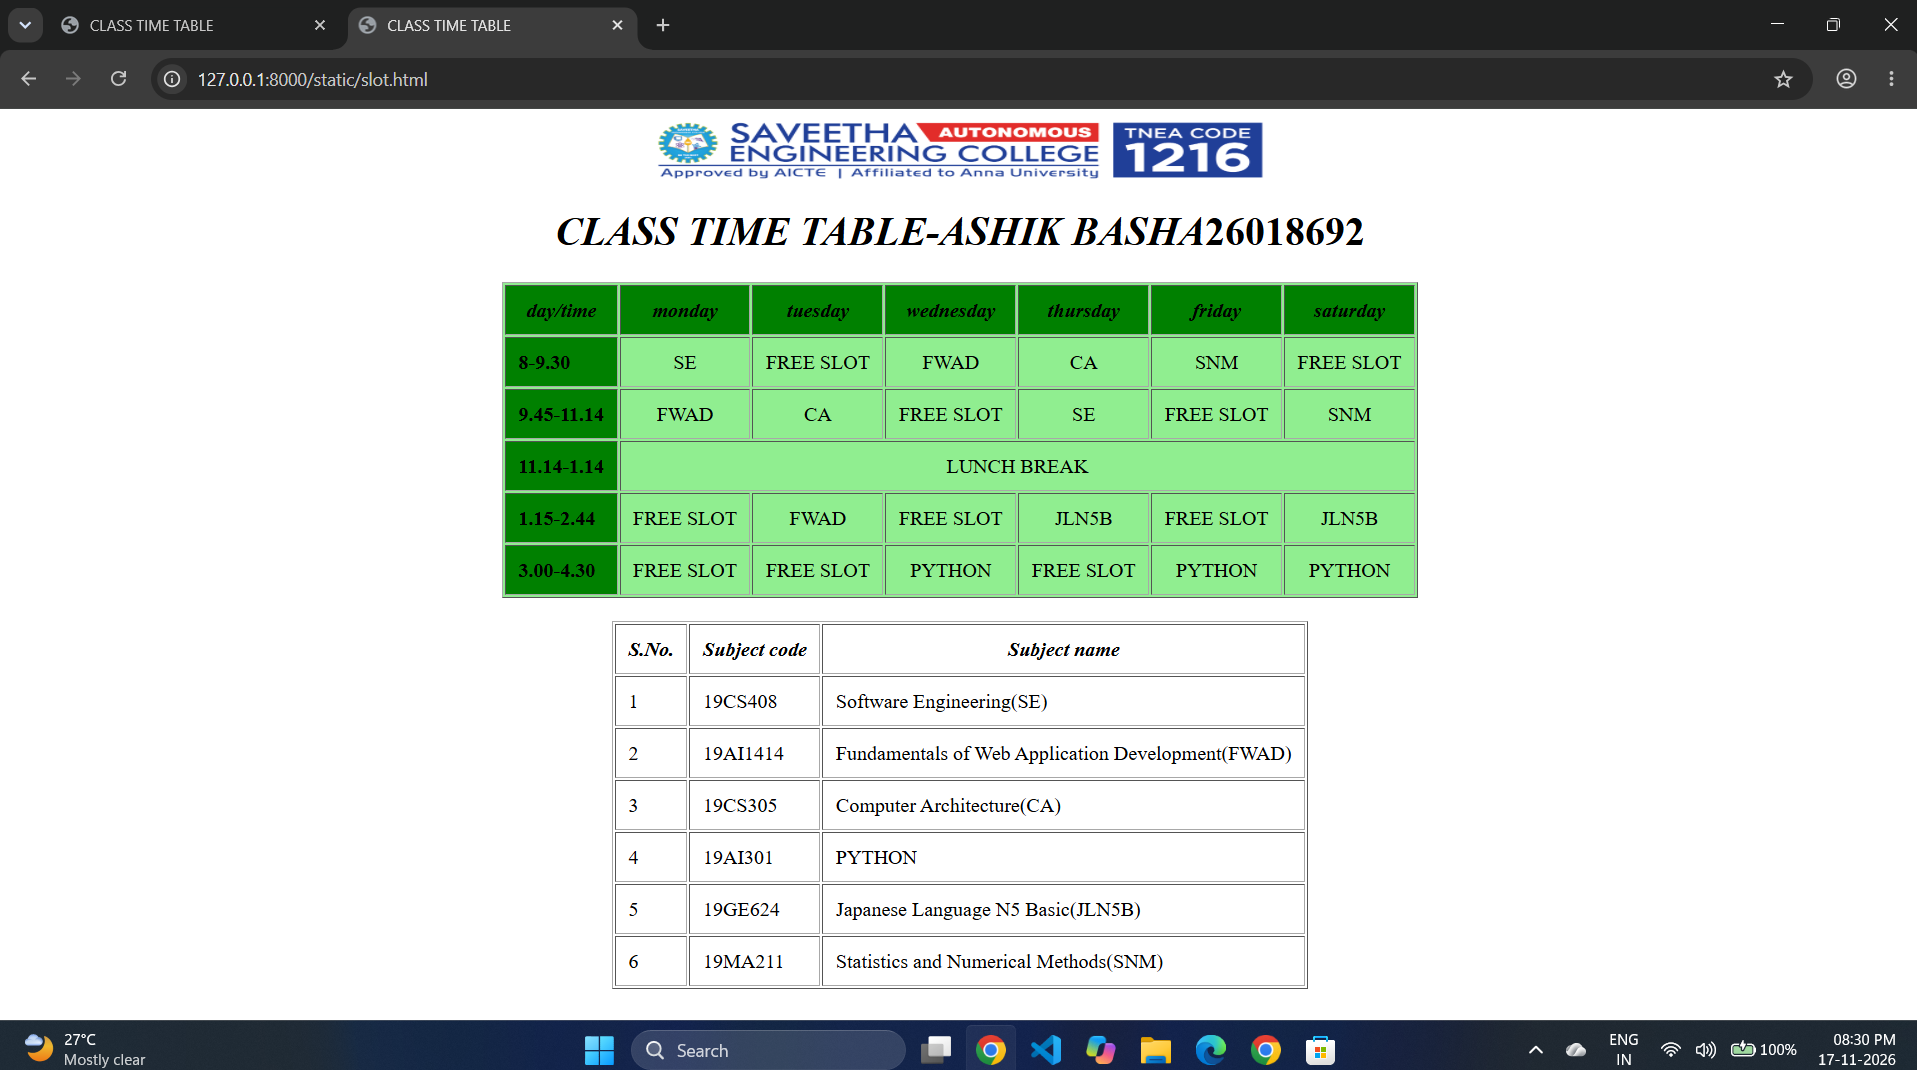 CLASS TIME TABLE
CLASS TIME TABLE
127.0.0.1:8000/static/slot.html
SAVEETHA AUTONOMOUS
ENGINEERING COLLEGE
Approved by AICTE | Affiliated to Anna University
TNEA CODE
1216
CLASS TIME TABLE-ASHIK BASHA26018692
day/time monday tuesday wednesday thursday friday saturday
8-9.30 SE FREE SLOT FWAD CA SNM FREE SLOT
9.45-11.14 FWAD CA FREE SLOT SE FREE SLOT SNM
11.14-1.14 LUNCH BREAK
1.15-2.44 FREE SLOT FWAD FREE SLOT JLN5B FREE SLOT JLN5B
3.00-4.30 FREE SLOT FREE SLOT PYTHON FREE SLOT PYTHON PYTHON
S.No. Subject code Subject name
1 19CS408 Software Engineering(SE)
2 19AI1414 Fundamentals of Web Application Development(FWAD)
3 19CS305 Computer Architecture(CA)
4 19AI301 PYTHON
5 19GE624 Japanese Language N5 Basic(JLN5B)
6 19MA211 Statistics and Numerical Methods(SNM)
27°C
Mostly clear
Search
ENG
IN
100%
08:30 PM
17-11-2026